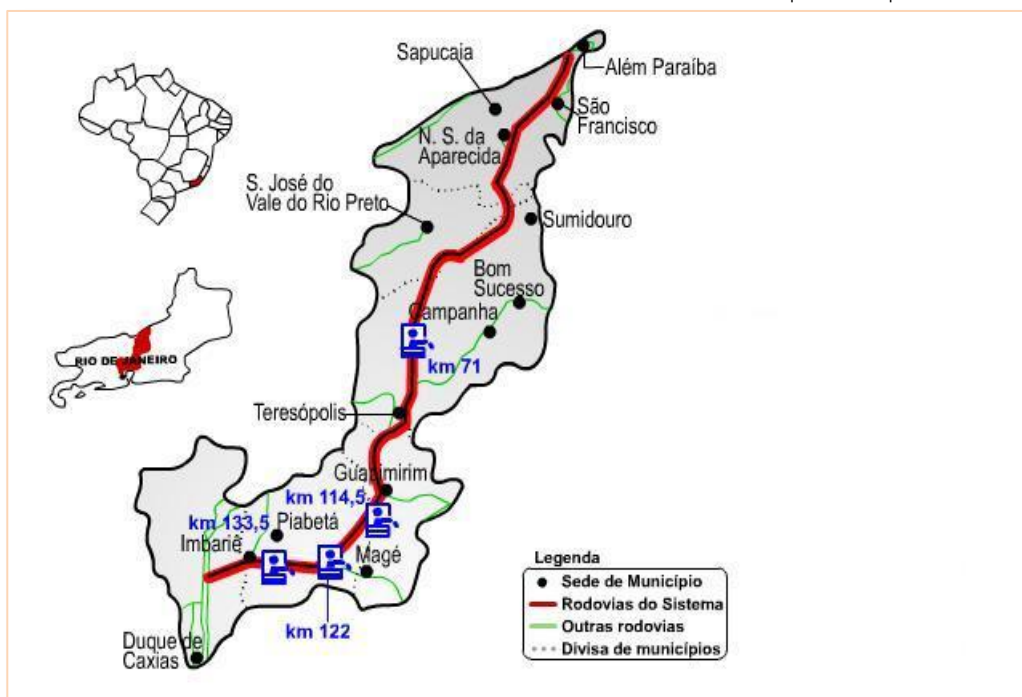 Sapucaia
Além Paraíba
São
Francisco
N. S. da
Aparecida
S. José do
Vale do Rio Preto
Sumidouro
Bom
Sucesso
Campanha
RIO DE JANEIRO
km 71
Teresópolis
Guapimirim
km 114,5
km 133,5
Piabetá
Imbariê
Magé
km 122
Duque de
Caxias
Legenda
Sede de Município
Rodovias do Sistema
Outras rodovias
Divisa de municípios